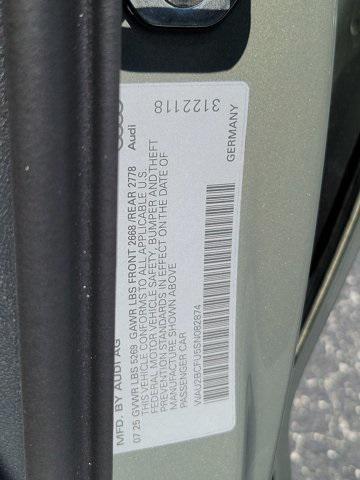 MFD. BY AUDI AG
07 25 GVWR LBS 5269 GAWR LBS FRONT 2668 /REAR 2778
THIS VEHICLE CONFORMS TO ALL APPLICABLE U.S.
FEDERAL MOTOR VEHICLE SAFETY, BUMPER AND THEFT
PREVENTION STANDARDS IN EFFECT ON THE DATE OF
MANUFACTURE SHOWN ABOVE
PASSENGER CAR
WAU2BCFU5SN082874
Audi
3122118
GERMANY